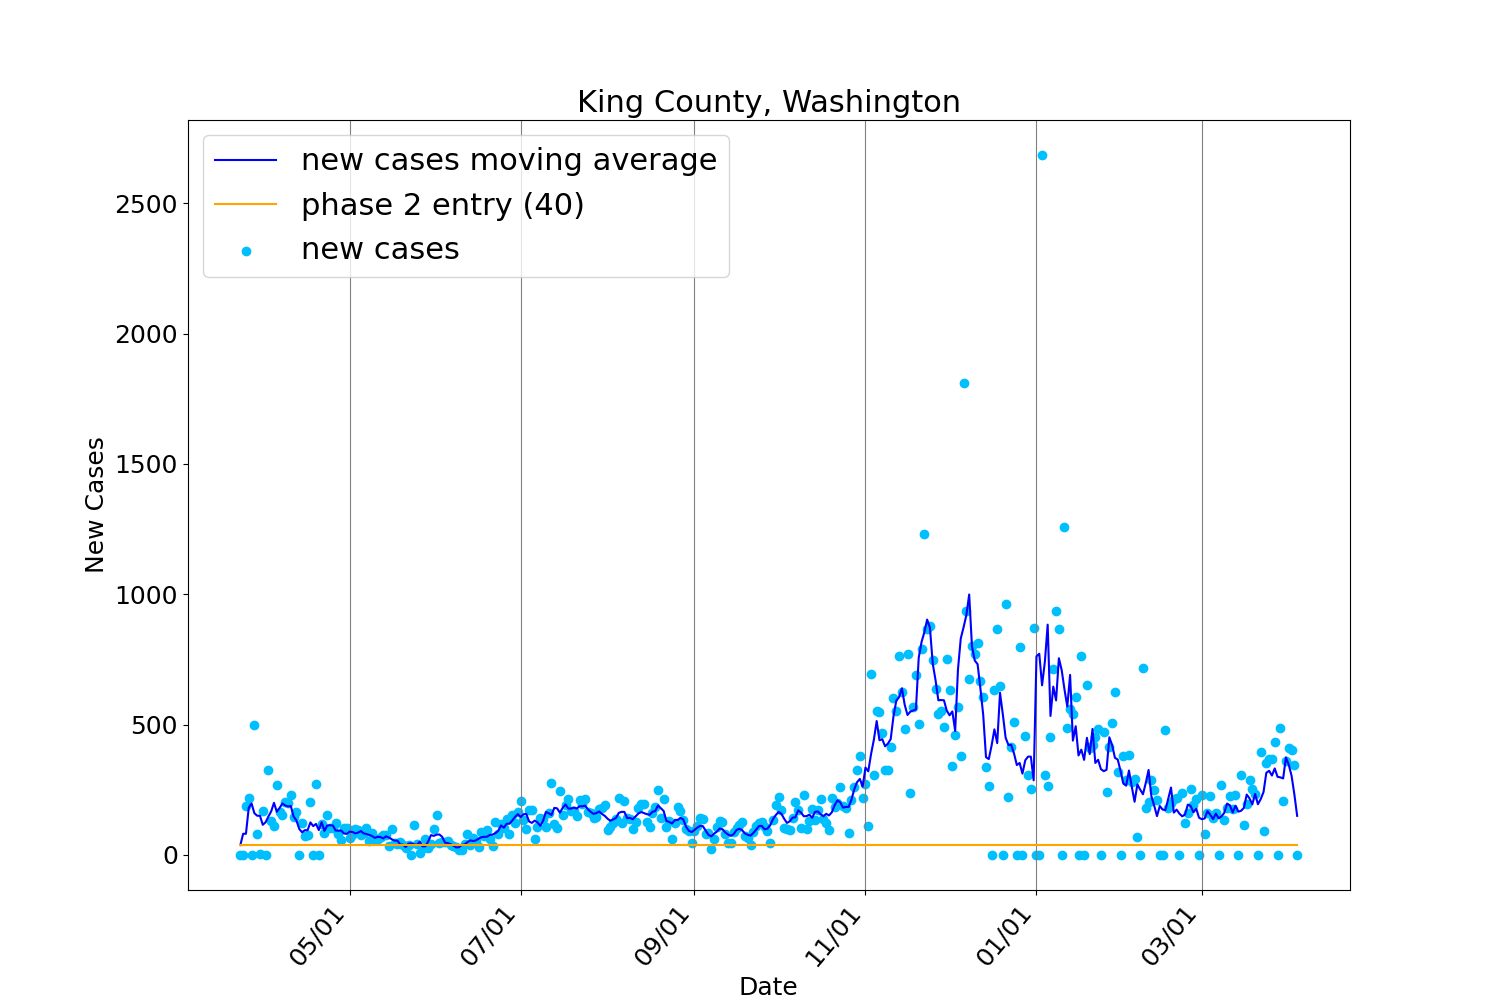 King County, Washington
new cases moving average
phase 2 entry (40)
new cases
2500
2000
1500
1000
500
0
New Cases
05/01
07/01
09/01
11/01
01/01
03/01
Date